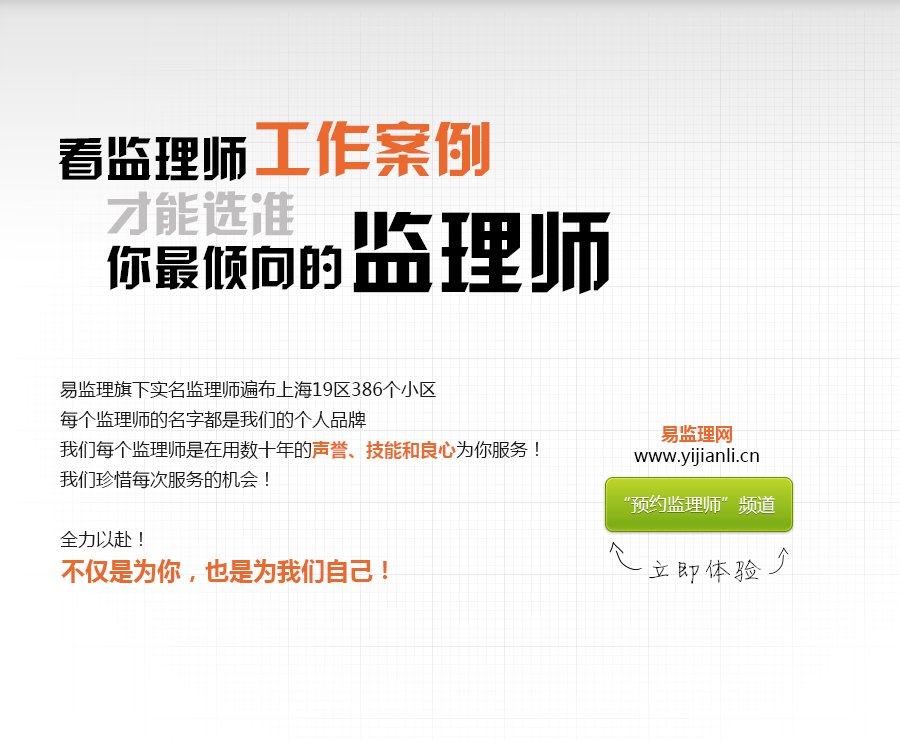 看监理师工作案例
才能选准
你最倾向的监理师
易监理旗下实名监理师遍布上海19区386个小区
每个监理师的名字都是我们的个人品牌
我们每个监理师是在用数十年的声誉、技能和良心为你服务！
我们珍惜每次服务的机会！
全力以赴！
不仅是为你，也是为我们自己！
易监理网
www.yijianli.cn
“预约监理师”频道
立即体验